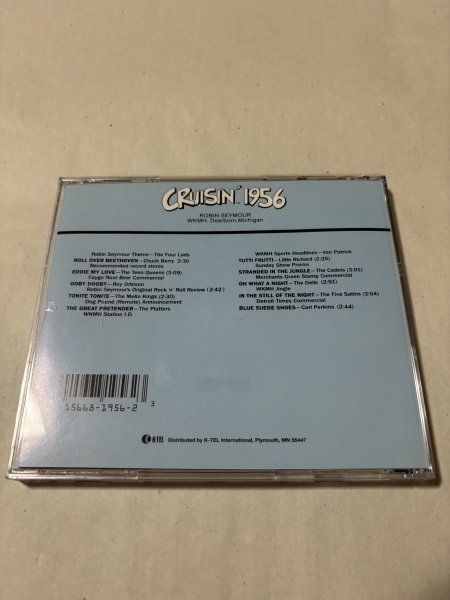 CRUISIN' 1956
ROBIN SEYMOUR
WKMH, Dearborn, Michigan
Robin Seymour Theme—The Four Lads
ROLL OVER BEETHOVEN—Chuck Berry 2:30
Recommended record stores
EDDIE MY LOVE—The Teen Queens (3:09)
Faygo Root Beer Commercial
OOBY DOOBY—Roy Orbison
Robin Seymour's Original Rock 'n' Roll Review (2:42)
TONITE TONITE—The Mello Kings (2:30)
Dog Pound (Remote) Announcement
THE GREAT PRETENDER—The Platters
WKMH Station I.D.
WKMH Sports Headlines—Van Patrick
TUTTI FRUTTI—Little Richard (2:25)
Sunday Show Promo
STRANDED IN THE JUNGLE—The Cadets (3:01)
Merchants Green Stamp Commercial
OH WHAT A NIGHT—The Dells (2:51)
WKMH Jingle
IN THE STILL OF THE NIGHT—The Five Satins (3:04)
Detroit Times Commercial
BLUE SUEDE SHOES—Carl Perkins (2:44)
15668-1956-2 3
K-TEL Distributed by K-TEL International, Plymouth, MN 55447